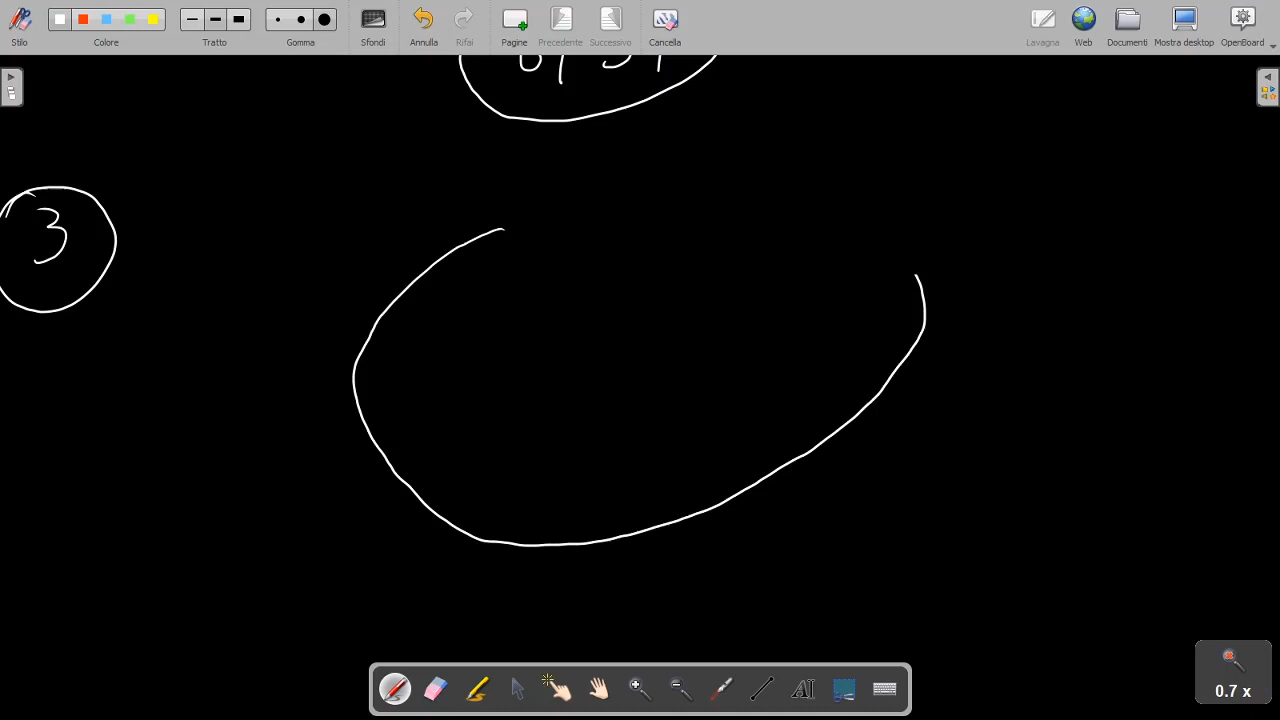 Stilo Colore Tratto Gomma Sfondi Annulla Rifai Pagine Precedente Successivo Cancella Lavagna Web Documenti Mostra desktop OpenBoard
3
AI
0.7 x